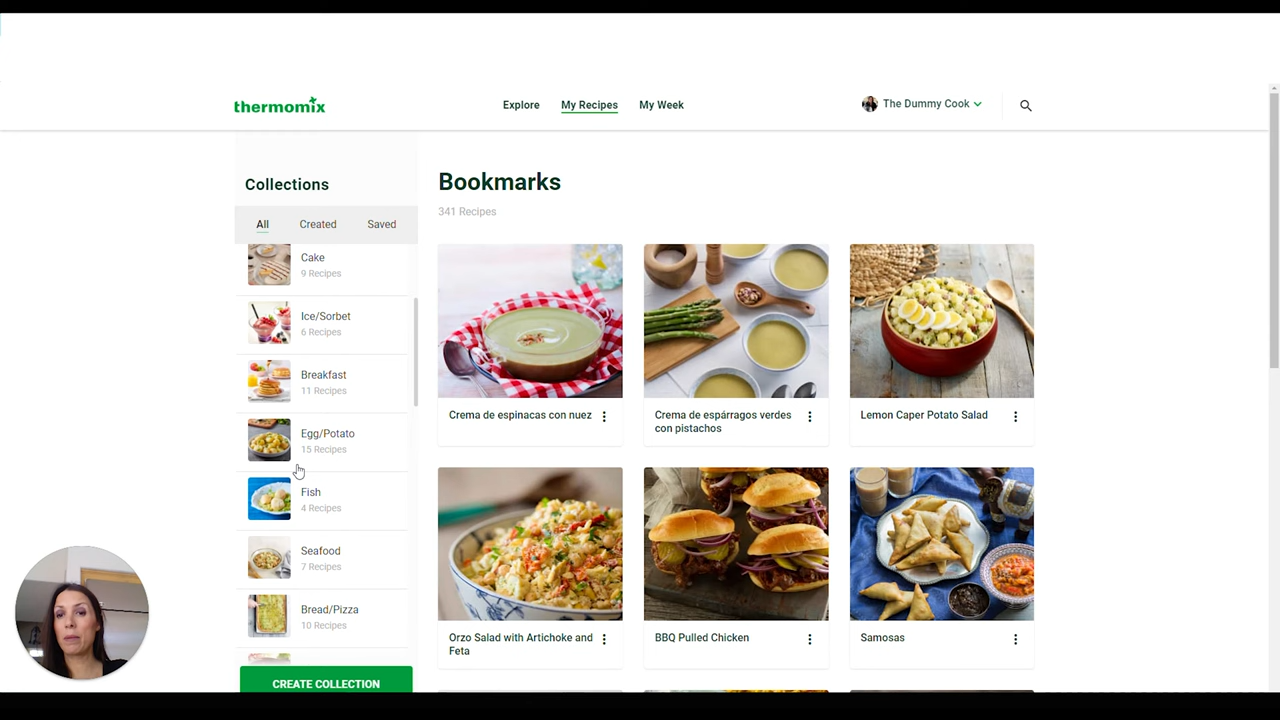 thermomix
Explore
My Recipes
My Week
The Dummy Cook
Collections
All
Created
Saved
Cake
9 Recipes
Ice/Sorbet
6 Recipes
Breakfast
11 Recipes
Egg/Potato
15 Recipes
Fish
4 Recipes
Seafood
7 Recipes
Bread/Pizza
10 Recipes
CREATE COLLECTION
Bookmarks
341 Recipes
Crema de espinacas con nuez
Crema de espárragos verdes
con pistachos
Lemon Caper Potato Salad
Orzo Salad with Artichoke and
Feta
BBQ Pulled Chicken
Samosas